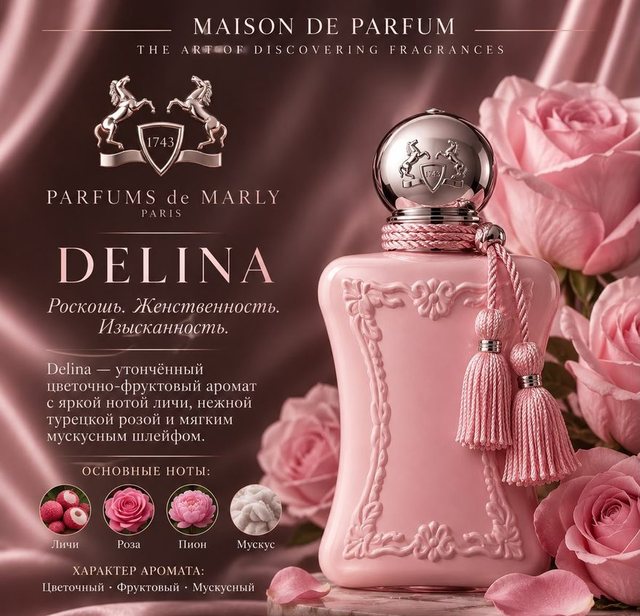 MAISON DE PARFUM
THE ART OF DISCOVERING FRAGRANCES
1743
PARFUMS de MARLY
PARIS
DELINA
Роскошь. Женственность.
Изысканность.
Delina — утончённый
цветочно-фруктовый аромат
с яркой нотой личи, нежной
турецкой розой и мягким
мускусным шлейфом.
ОСНОВНЫЕ НОТЫ:
Личи Роза Пион Мускус
ХАРАКТЕР АРОМАТА:
Цветочный · Фруктовый · Мускусный
1743